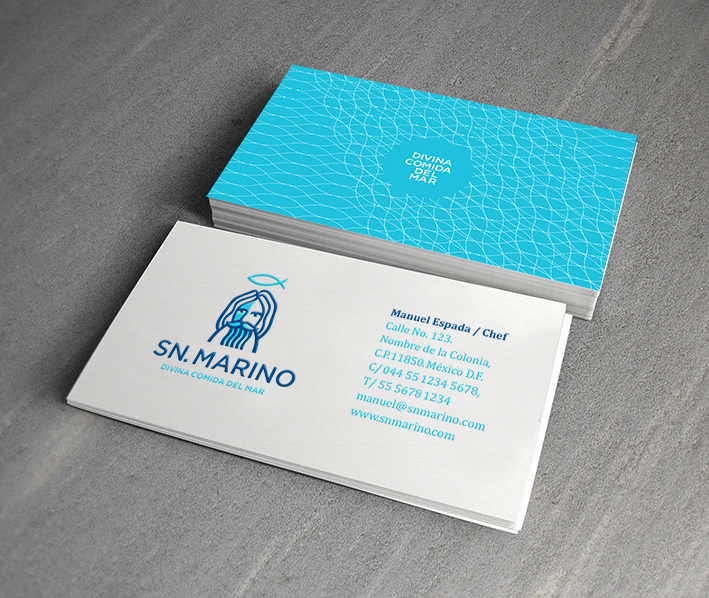 DIVINA
COMIDA
DEL
MAR
SN. MARINO
DIVINA COMIDA DEL MAR
Manuel Espada / Chef
Calle No. 123.
Nombre de la Colonía,
C.P.11850. México D.F.
C/ 044 55 1234 5678,
T/ 55 5678 1234
manuel@snmarino.com
www.snmarino.com